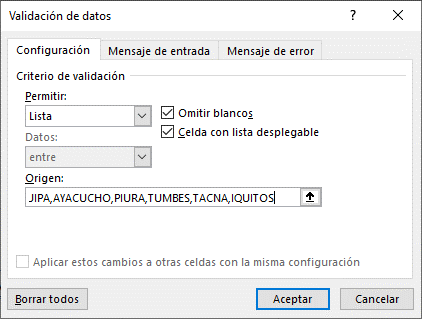 Validación de datos
Configuración Mensaje de entrada Mensaje de error
Criterio de validación
Permitir:
Lista
Omitir blancos
Datos:
Celda con lista desplegable
entre
Origen:
JIPA,AYACUCHO,PIURA,TUMBES,TACNA,IQUITOS
Aplicar estos cambios a otras celdas con la misma configuración
Borrar todos Aceptar Cancelar